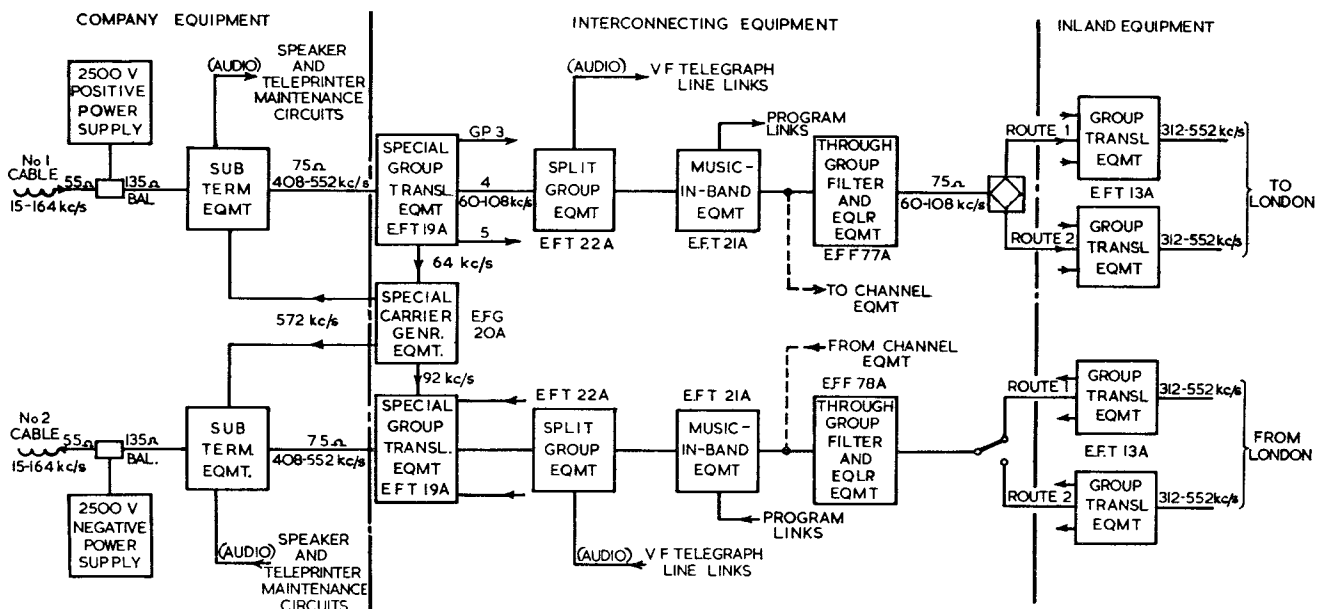 COMPANY EQUIPMENT
INTERCONNECTING EQUIPMENT
INLAND EQUIPMENT
2500 V
POSITIVE
POWER
SUPPLY
(AUDIO)
SPEAKER
AND
TELEPRINTER
MAINTENANCE
CIRCUITS
No 1
CABLE
55Ω
15-164 kc/s
135Ω
BAL.
SUB
TERM
EQMT
75Ω
408-552 kc/s
SPECIAL
GROUP
TRANSL.
EQMT
E.F.T 19A
GP 3
4
60-108 kc/s
5
(AUDIO)
V F TELEGRAPH
LINE LINKS
SPLIT
GROUP
EQMT
E F T 22 A
PROGRAM
LINKS
MUSIC-
IN-BAND
EQMT
E.F.T 21A
THROUGH
GROUP
FILTER
AND
EQLR
EQMT
E.F F 77A
75Ω
60-108 kc/s
ROUTE 1
ROUTE 2
GROUP
TRANSL
EQMT
312-552 kc/s
E.F.T 13A
GROUP
TRANSL
EQMT
312-552 kc/s
TO
LONDON
TO CHANNEL
EQMT
64 kc/s
SPECIAL
CARRIER
GENR.
EQMT.
E.F.G
20A
572 kc/s
92 kc/s
FROM CHANNEL
EQMT
No 2
CABLE
55Ω
15-164 kc/s
135Ω
BAL.
SUB
TERM.
EQMT.
75Ω
408-552 kc/s
SPECIAL
GROUP
TRANSL.
EQMT
E.F.T 19A
E F T 22A
SPLIT
GROUP
EQMT
E.F.T 21A
MUSIC-
IN-BAND
EQMT
E.F F 78A
THROUGH
GROUP
FILTER
AND
EQLR
EQMT
ROUTE 1
ROUTE 2
GROUP
TRANSL
EQMT
312-552 kc/s
E.F.T 13A
GROUP
TRANSL
EQMT
312-552 kc/s
FROM
LONDON
2500 V
NEGATIVE
POWER
SUPPLY
(AUDIO)
SPEAKER
AND
TELEPRINTER
MAINTENANCE
CIRCUITS
(AUDIO)
V F TELEGRAPH
LINE LINKS
PROGRAM
LINKS